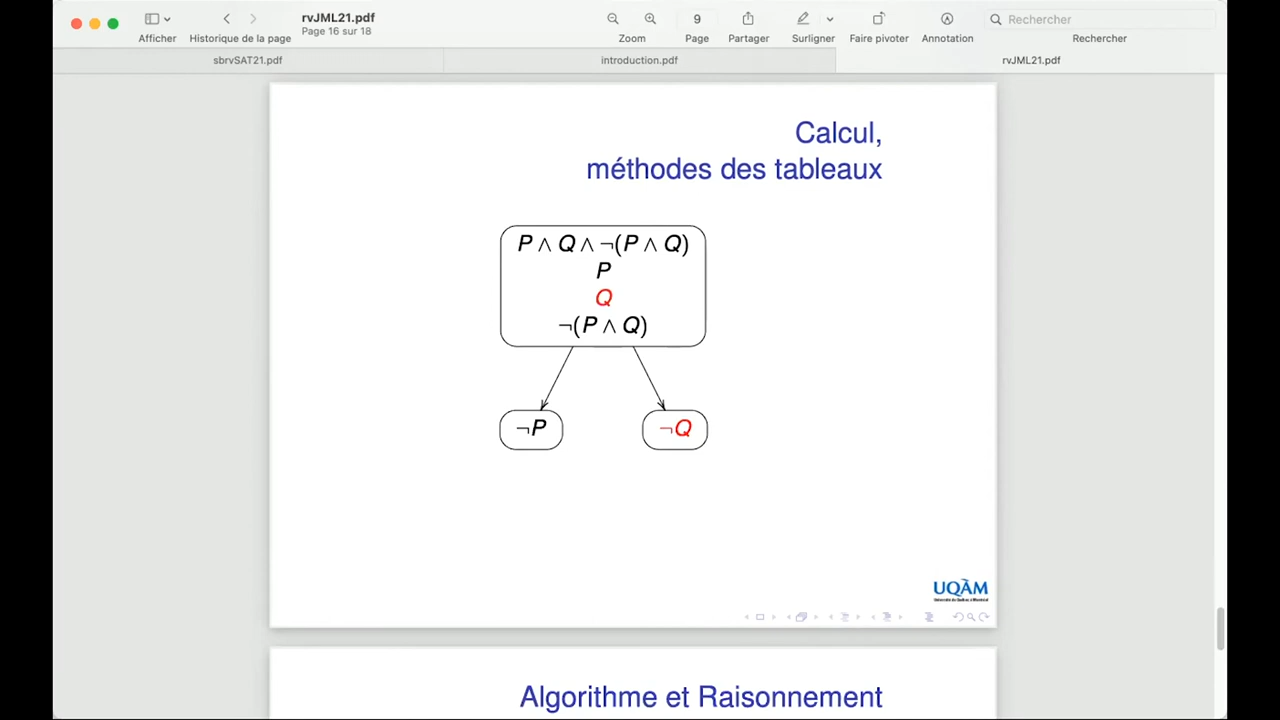 rvJML21.pdf
Page 16 sur 18
Afficher
Historique de la page
Zoom
9
Page
Partager
Surligner
Faire pivoter
Annotation
Rechercher
Rechercher
sbrvSAT21.pdf
introduction.pdf
rvJML21.pdf
Calcul,
méthodes des tableaux
P ∧ Q ∧ ¬(P ∧ Q)
P
Q
¬(P ∧ Q)
¬P
¬Q
UQÀM
Algorithme et Raisonnement